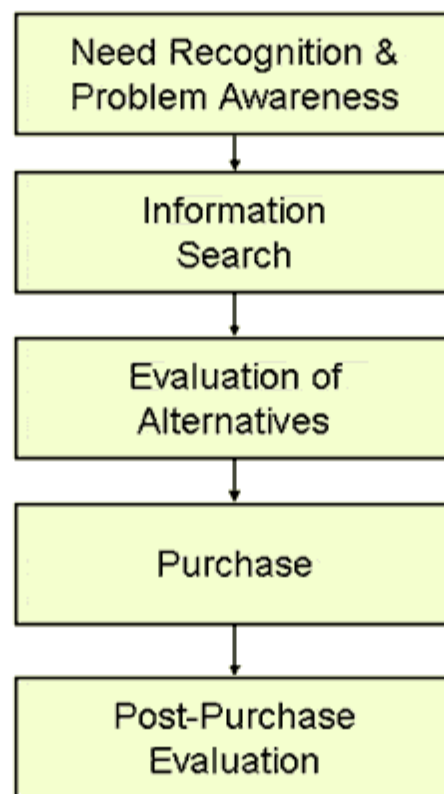 Need Recognition &
Problem Awareness
Information
Search
Evaluation of
Alternatives
Purchase
Post-Purchase
Evaluation